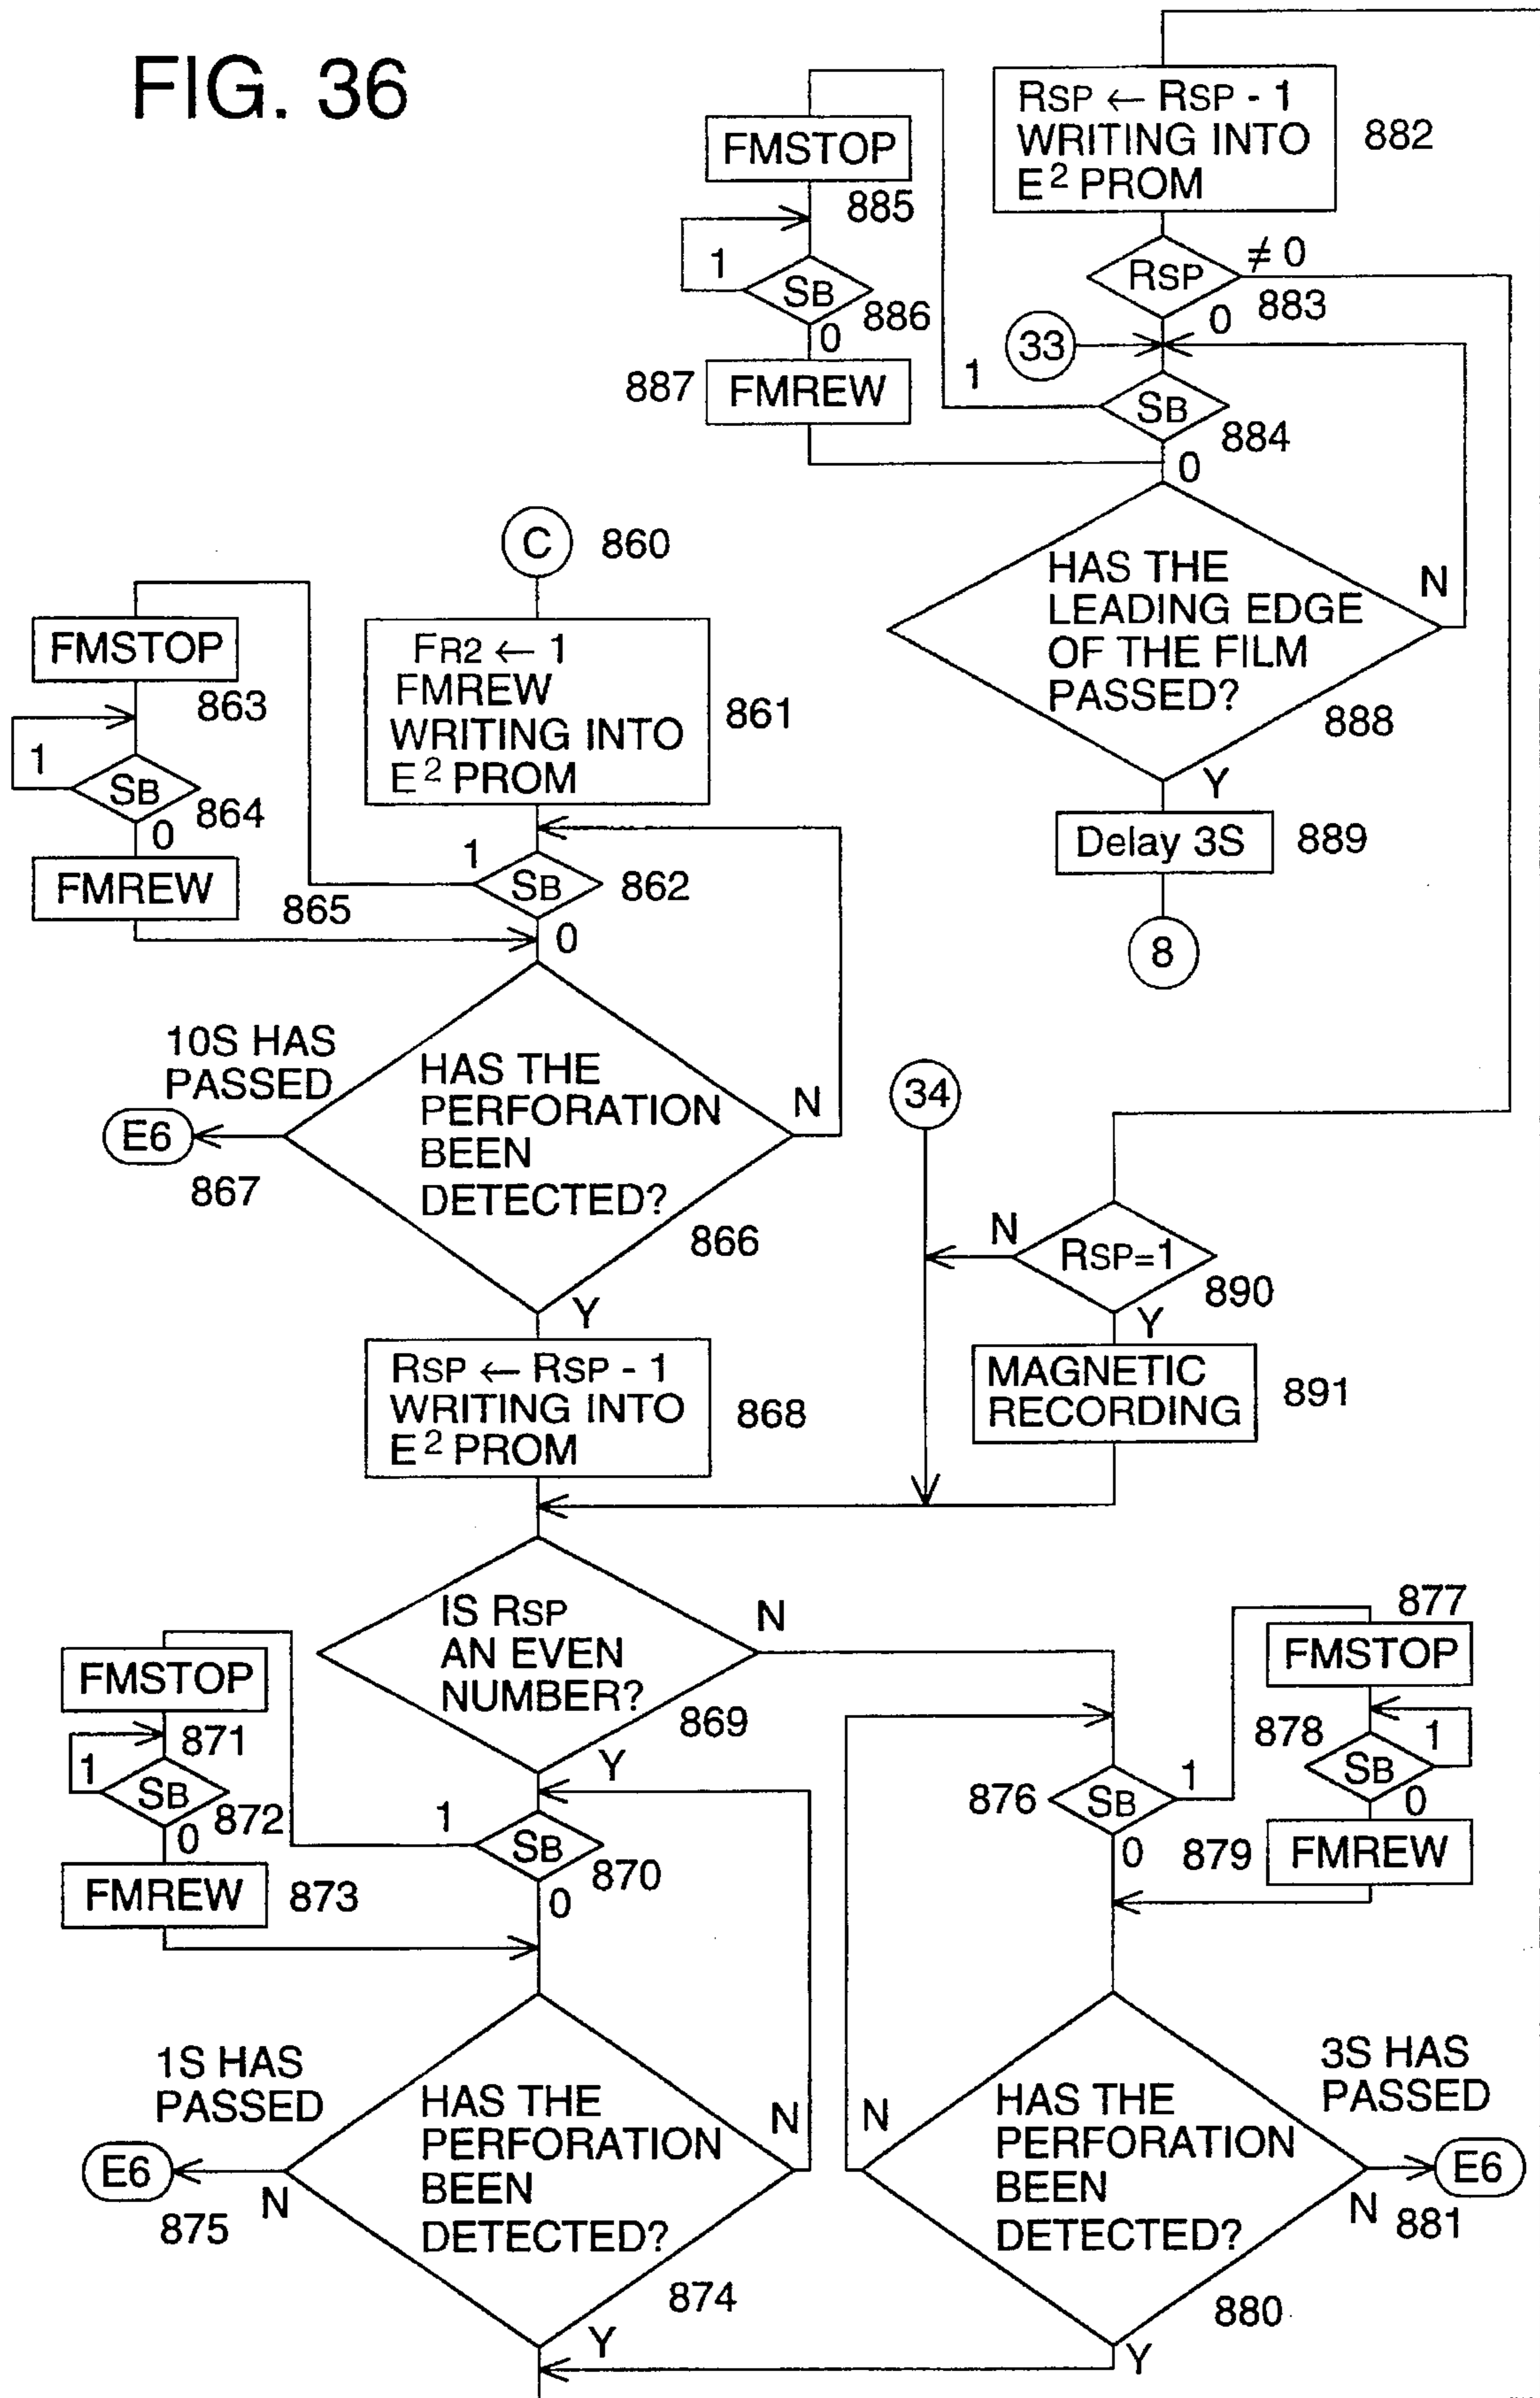 FIG. 36
RSP ← RSP - 1
WRITING INTO
E² PROM
882
FMSTOP
885
1
SB
886
0
887
FMREW
RSP
≠ 0
883
0
33
1
SB
884
0
HAS THE
LEADING EDGE
OF THE FILM
PASSED?
N
888
Y
Delay 3S
889
8
C
860
FR2 ← 1
FMREW
WRITING INTO
E² PROM
861
FMSTOP
863
1
SB
864
0
FMREW
865
1
SB
862
0
10S HAS
PASSED
E6
867
HAS THE
PERFORATION
BEEN
DETECTED?
N
866
Y
34
N
RSP=1
890
Y
MAGNETIC
RECORDING
891
RSP ← RSP - 1
WRITING INTO
E² PROM
868
IS RSP
AN EVEN
NUMBER?
N
869
Y
FMSTOP
871
1
SB
872
0
FMREW
873
1
SB
870
0
877
FMSTOP
878
1
SB
0
879
FMREW
876
SB
1
0
1S HAS
PASSED
E6
N
875
HAS THE
PERFORATION
BEEN
DETECTED?
N
874
Y
N
HAS THE
PERFORATION
BEEN
DETECTED?
3S HAS
PASSED
E6
N
881
880
Y